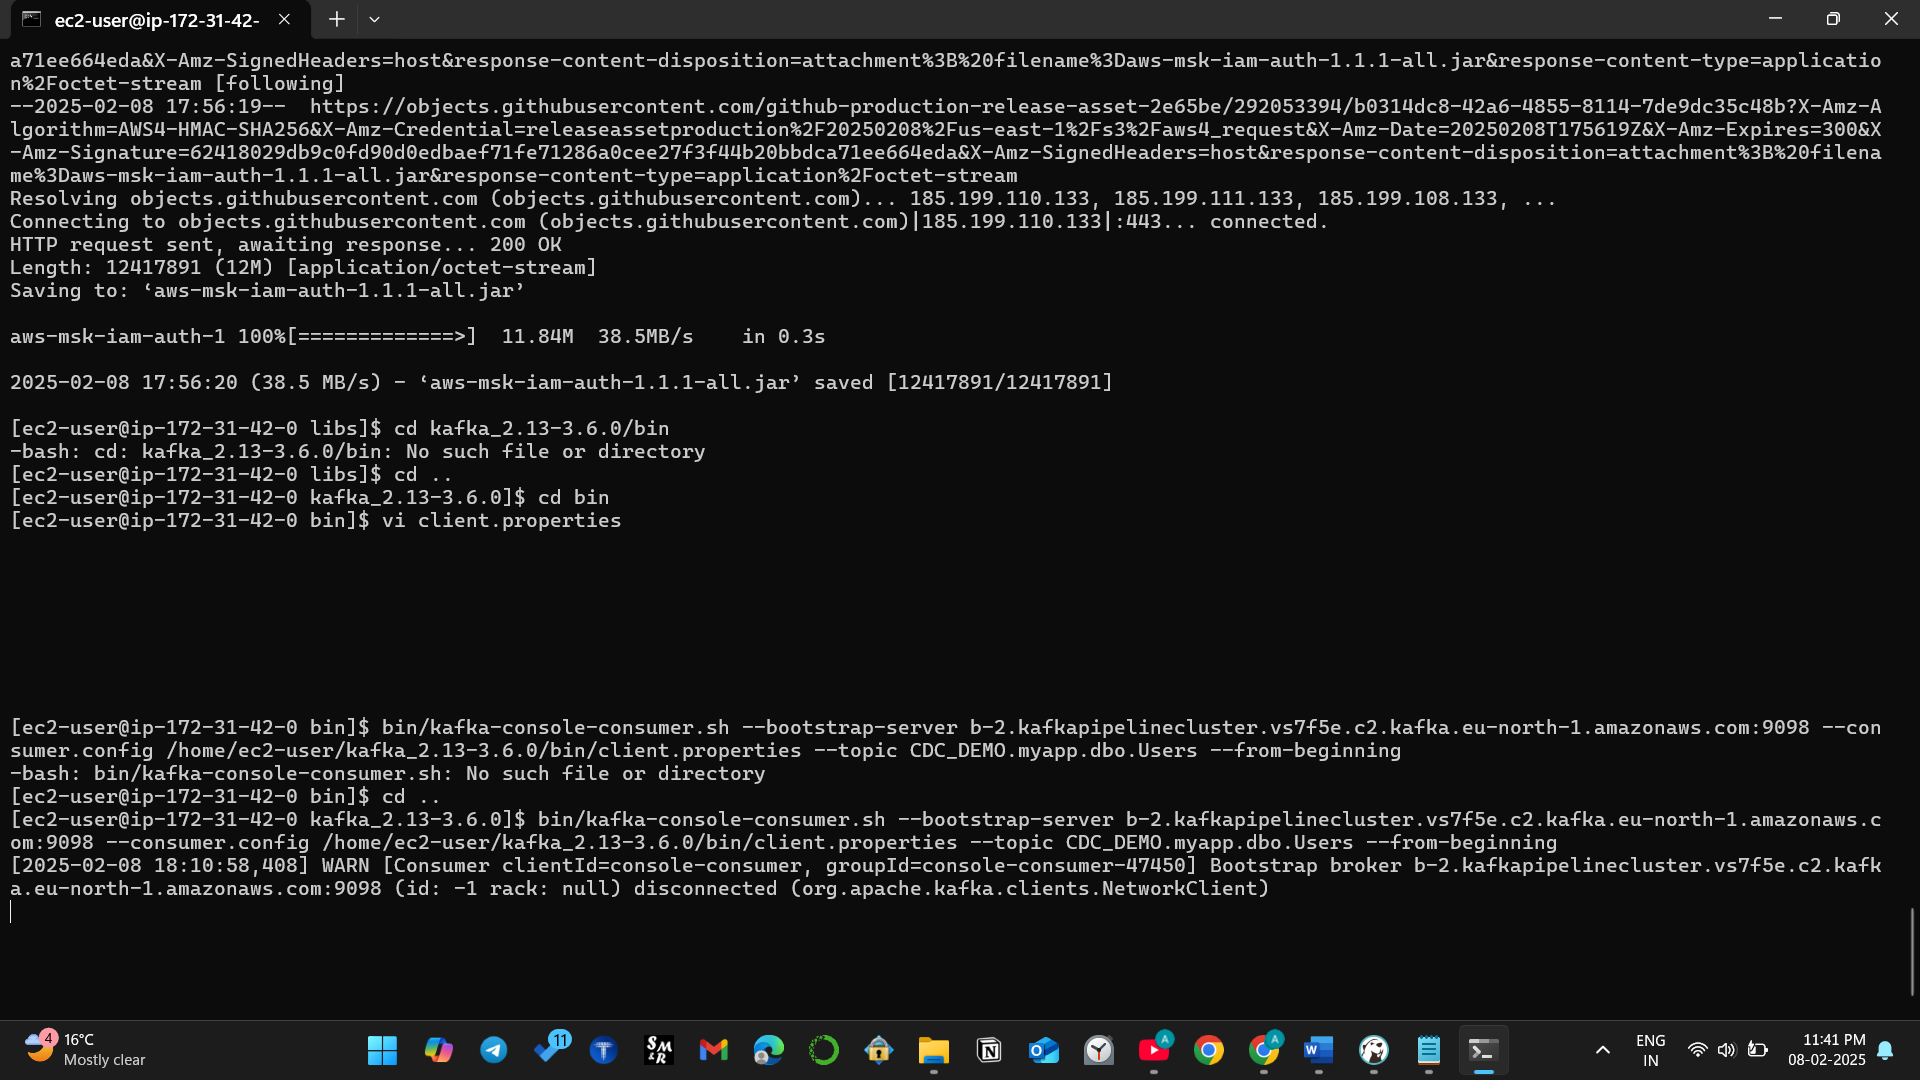 ec2-user@ip-172-31-42-
a71ee664eda&X-Amz-SignedHeaders=host&response-content-disposition=attachment%3B%20filename%3Daws-msk-iam-auth-1.1.1-all.jar&response-content-type=applicatio
n%2Foctet-stream [following]
--2025-02-08 17:56:19--  https://objects.githubusercontent.com/github-production-release-asset-2e65be/292053394/b0314dc8-42a6-4855-8114-7de9dc35c48b?X-Amz-A
lgorithm=AWS4-HMAC-SHA256&X-Amz-Credential=releaseassetproduction%2F20250208%2Fus-east-1%2Fs3%2Faws4_request&X-Amz-Date=20250208T175619Z&X-Amz-Expires=300&X
-Amz-Signature=62418029db9c0fd90d0edbaef71fe71286a0cee27f3f44b20bbdca71ee664eda&X-Amz-SignedHeaders=host&response-content-disposition=attachment%3B%20filena
me%3Daws-msk-iam-auth-1.1.1-all.jar&response-content-type=application%2Foctet-stream
Resolving objects.githubusercontent.com (objects.githubusercontent.com)... 185.199.110.133, 185.199.111.133, 185.199.108.133, ...
Connecting to objects.githubusercontent.com (objects.githubusercontent.com)|185.199.110.133|:443... connected.
HTTP request sent, awaiting response... 200 OK
Length: 12417891 (12M) [application/octet-stream]
Saving to: ‘aws-msk-iam-auth-1.1.1-all.jar’
aws-msk-iam-auth-1 100%[=============>]  11.84M  38.5MB/s    in 0.3s
2025-02-08 17:56:20 (38.5 MB/s) - ‘aws-msk-iam-auth-1.1.1-all.jar’ saved [12417891/12417891]
[ec2-user@ip-172-31-42-0 libs]$ cd kafka_2.13-3.6.0/bin
-bash: cd: kafka_2.13-3.6.0/bin: No such file or directory
[ec2-user@ip-172-31-42-0 libs]$ cd ..
[ec2-user@ip-172-31-42-0 kafka_2.13-3.6.0]$ cd bin
[ec2-user@ip-172-31-42-0 bin]$ vi client.properties
[ec2-user@ip-172-31-42-0 bin]$ bin/kafka-console-consumer.sh --bootstrap-server b-2.kafkapipelinecluster.vs7f5e.c2.kafka.eu-north-1.amazonaws.com:9098 --con
sumer.config /home/ec2-user/kafka_2.13-3.6.0/bin/client.properties --topic CDC_DEMO.myapp.dbo.Users --from-beginning
-bash: bin/kafka-console-consumer.sh: No such file or directory
[ec2-user@ip-172-31-42-0 bin]$ cd ..
[ec2-user@ip-172-31-42-0 kafka_2.13-3.6.0]$ bin/kafka-console-consumer.sh --bootstrap-server b-2.kafkapipelinecluster.vs7f5e.c2.kafka.eu-north-1.amazonaws.c
om:9098 --consumer.config /home/ec2-user/kafka_2.13-3.6.0/bin/client.properties --topic CDC_DEMO.myapp.dbo.Users --from-beginning
[2025-02-08 18:10:58,408] WARN [Consumer clientId=console-consumer, groupId=console-consumer-47450] Bootstrap broker b-2.kafkapipelinecluster.vs7f5e.c2.kafk
a.eu-north-1.amazonaws.com:9098 (id: -1 rack: null) disconnected (org.apache.kafka.clients.NetworkClient)
4
16°C
Mostly clear
11
T
SM
&R
N
O
A
A
W
ENG
IN
11:41 PM
08-02-2025